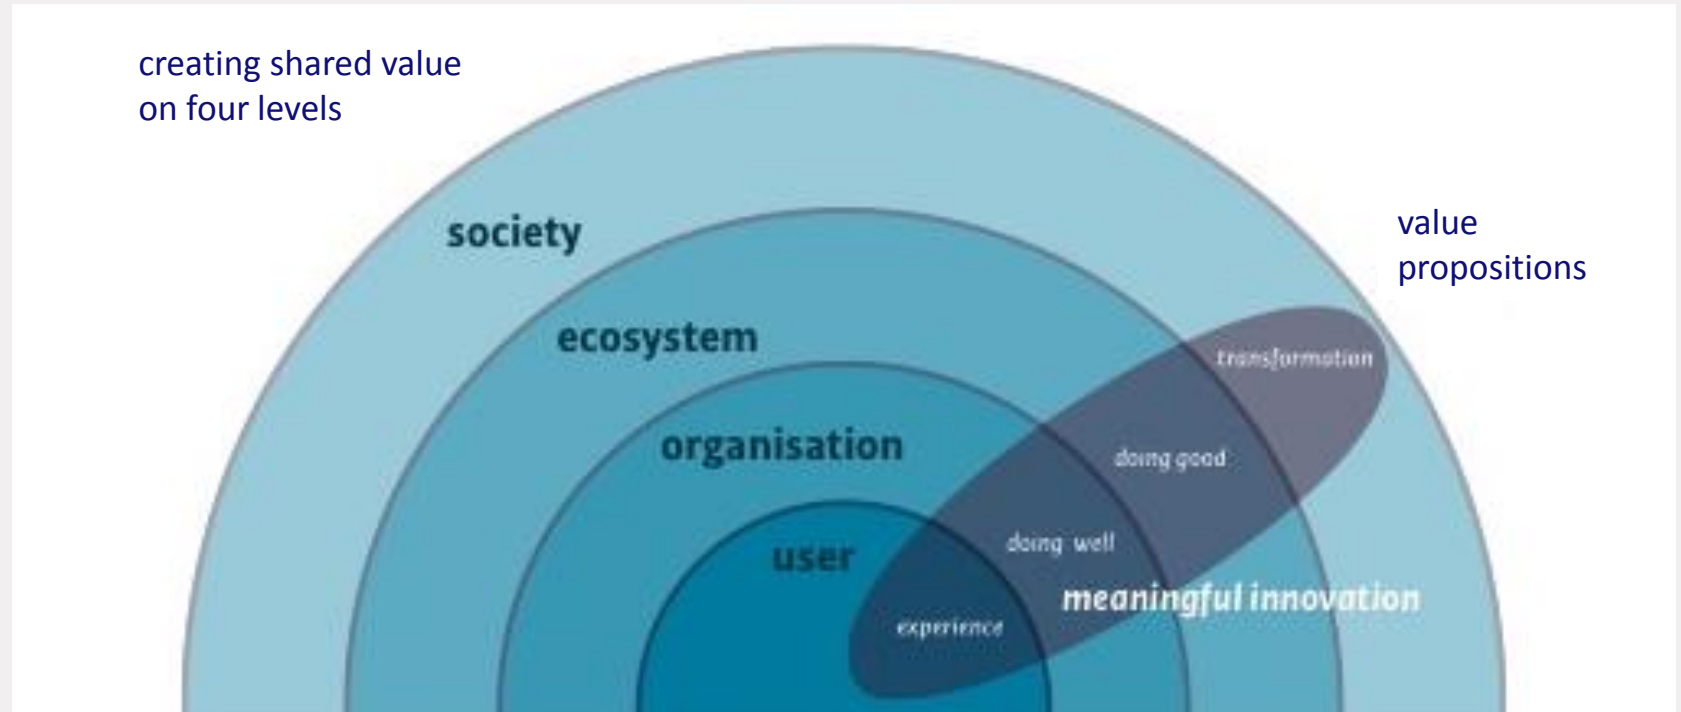 creating shared value
on four levels
society
value
propositions
ecosystem
transformation
organisation
doing good
doing well
user
meaningful innovation
experience